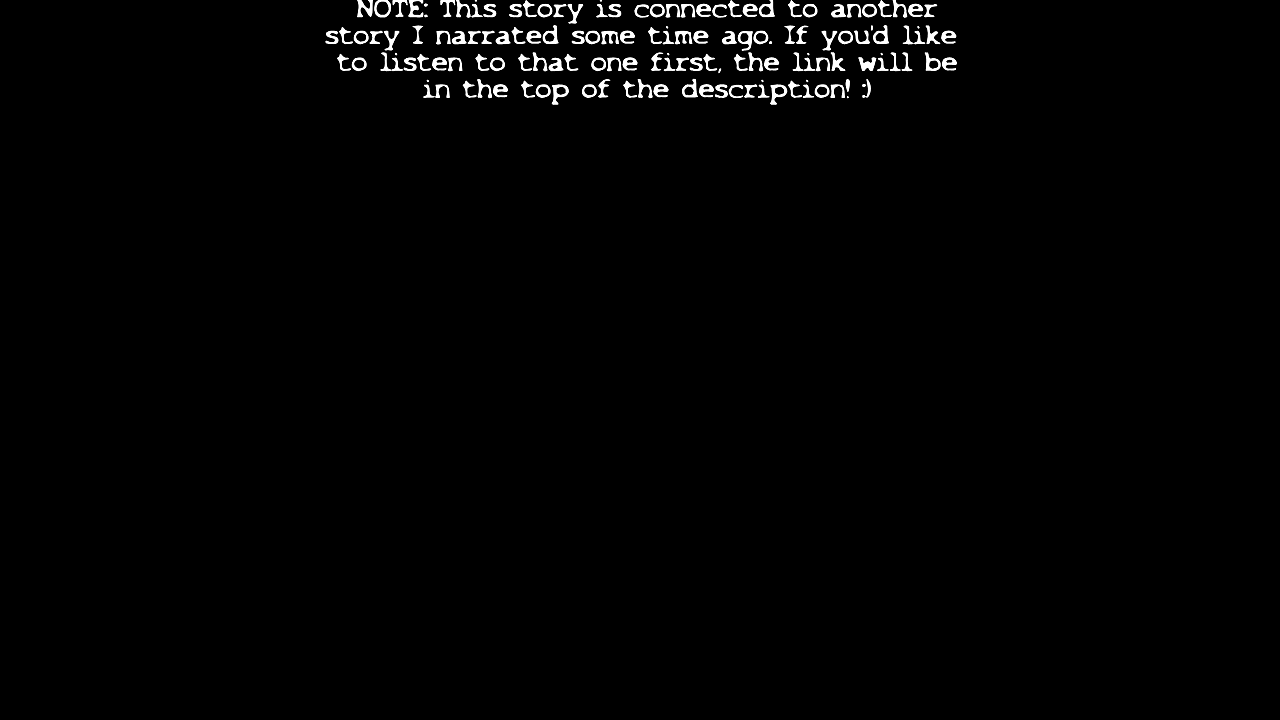 NOTE: This story is connected to another
story I narrated some time ago. If you'd like
to listen to that one first, the link will be
in the top of the description! :)